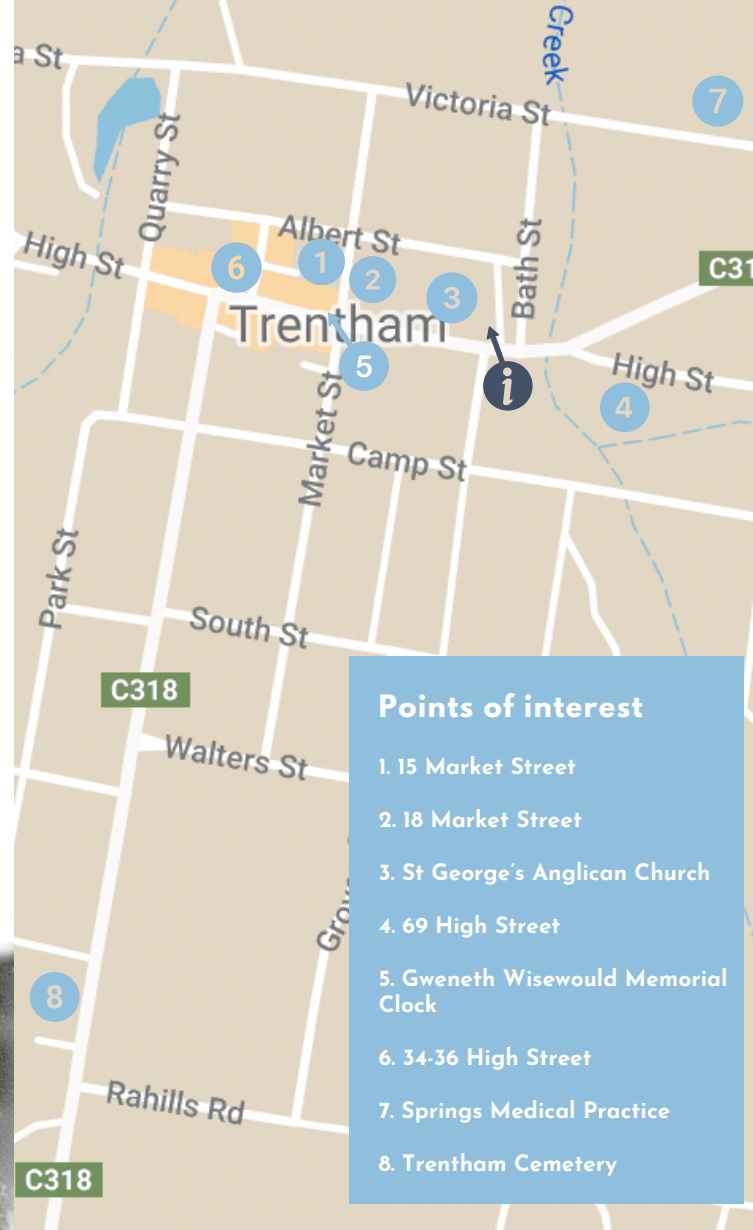 a St
Creek
Victoria St
7
Quarry St
Albert St
High St
6
1
2
3
Bath St
C31
Trentham
5
i
High St
4
Market St
Camp St
Park St
South St
C318
Walters St
Grove
8
Rahills Rd
C318
Points of interest
1. 15 Market Street
2. 18 Market Street
3. St George's Anglican Church
4. 69 High Street
5. Gweneth Wisewould Memorial
Clock
6. 34-36 High Street
7. Springs Medical Practice
8. Trentham Cemetery